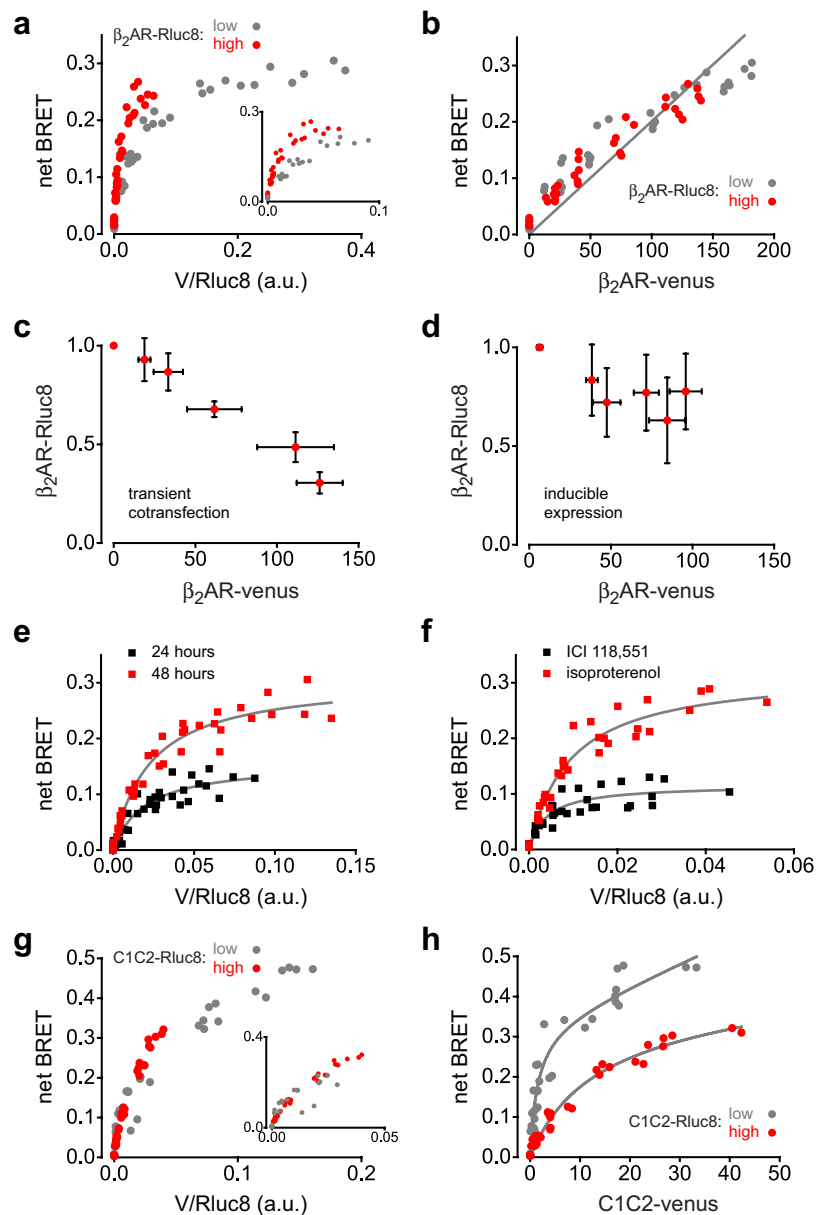 a
β2AR-Rluc8: low
high
net BRET
0.3
0.2
0.1
0.0
0.3
0.0
0.0
0.1
0.0
0.2
0.4
V/Rluc8 (a.u.)
b
net BRET
0.3
0.2
0.1
0.0
β2AR-Rluc8: low
high
0
50
100
150
200
β2AR-venus
c
β2AR-Rluc8
1.0
0.5
0.0
transient
cotransfection
0
50
100
150
β2AR-venus
d
β2AR-Rluc8
1.0
0.5
0.0
inducible
expression
0
50
100
150
β2AR-venus
e
24 hours
48 hours
net BRET
0.3
0.2
0.1
0.0
0.00
0.05
0.10
0.15
V/Rluc8 (a.u.)
f
ICI 118,551
isoproterenol
net BRET
0.3
0.2
0.1
0.0
0.00
0.02
0.04
0.06
V/Rluc8 (a.u.)
g
C1C2-Rluc8: low
high
net BRET
0.5
0.4
0.3
0.2
0.1
0.0
0.4
0.0
0.00
0.05
0.0
0.1
0.2
V/Rluc8 (a.u.)
h
net BRET
0.5
0.4
0.3
0.2
0.1
0.0
C1C2-Rluc8: low
high
0
10
20
30
40
50
C1C2-venus